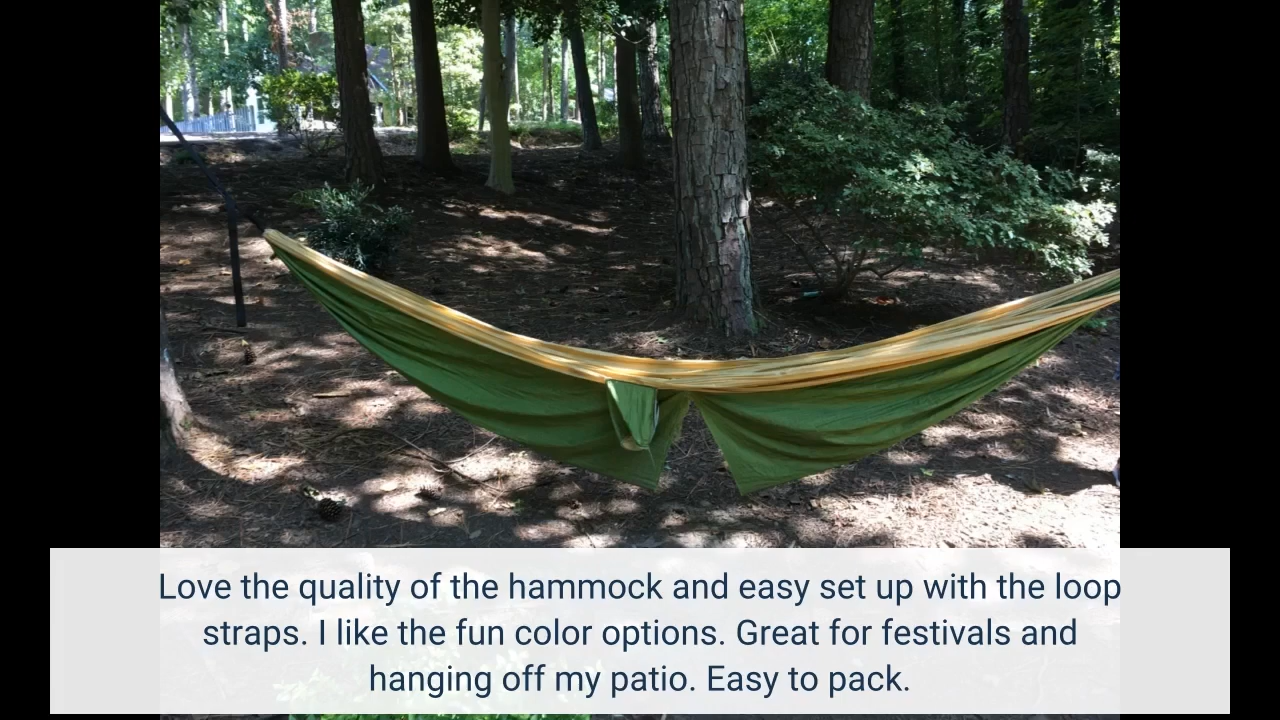 Love the quality of the hammock and easy set up with the loop
straps. I like the fun color options. Great for festivals and
hanging off my patio. Easy to pack.